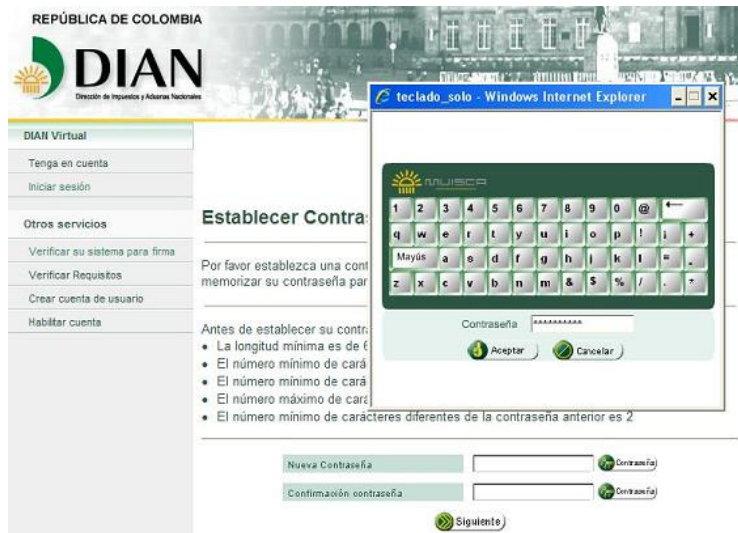 REPÚBLICA DE COLOMBIA
DIAN
Dirección de Impuestos y Aduanas Nacionales
DIAN Virtual
Tenga en cuenta
Iniciar sesión
Otros servicios
Verificar su sistema para firma
Verificar Requisitos
Crear cuenta de usuario
Habilitar cuenta
Establecer Contra
Por favor establezca una cont
memorizar su contraseña par
Antes de establecer su contr
La longitud mínima es de 6
El número mínimo de cará
El número mínimo de cará
El número máximo de cará
El número mínimo de carácteres diferentes de la contraseña anterior es 2
Nueva Contraseña
Contraseña
Confirmación contraseña
Contraseña
Siguiente
teclado_solo - Windows Internet Explorer
MUISCA
1 2 3 4 5 6 7 8 9 0 @
q w e r t y u i o p ! ¡ +
Mayús a s d f g h j k l = -
z x c v b n m & $ % / . *
Contraseña **********
Aceptar Cancelar